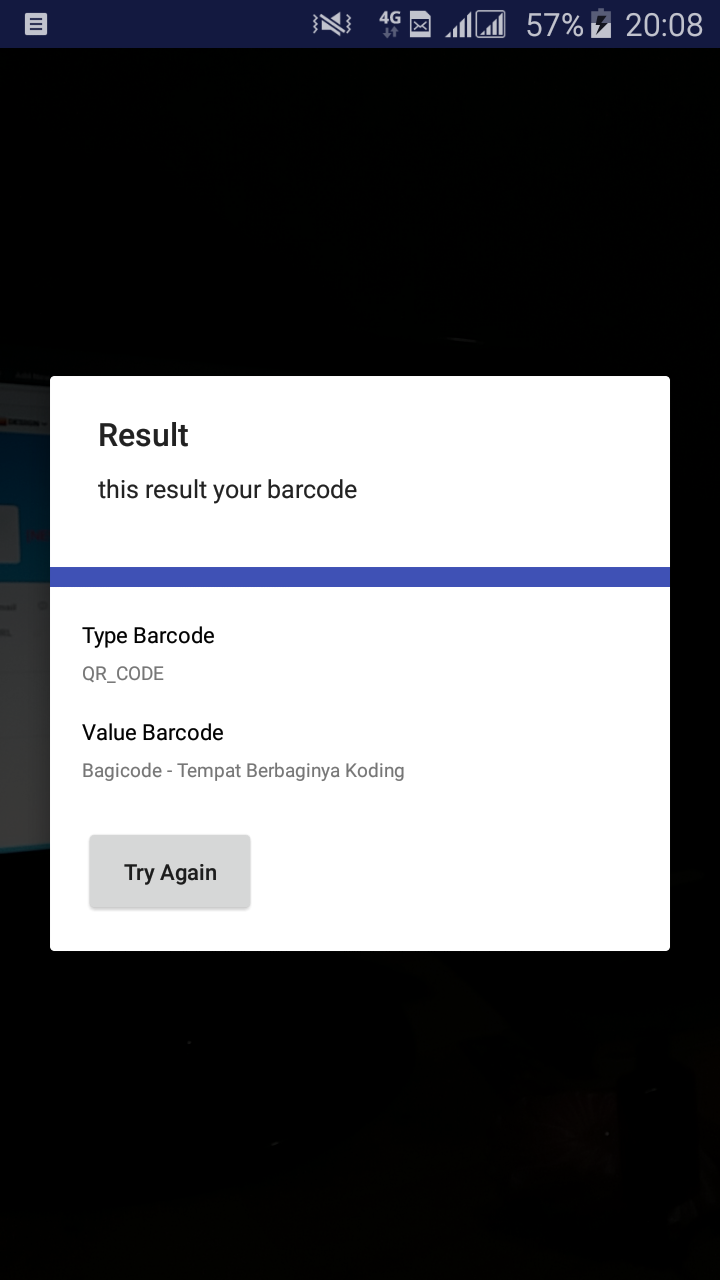 4G 57% 20:08
Result
this result your barcode
Type Barcode
QR_CODE
Value Barcode
Bagicode - Tempat Berbaginya Koding
Try Again